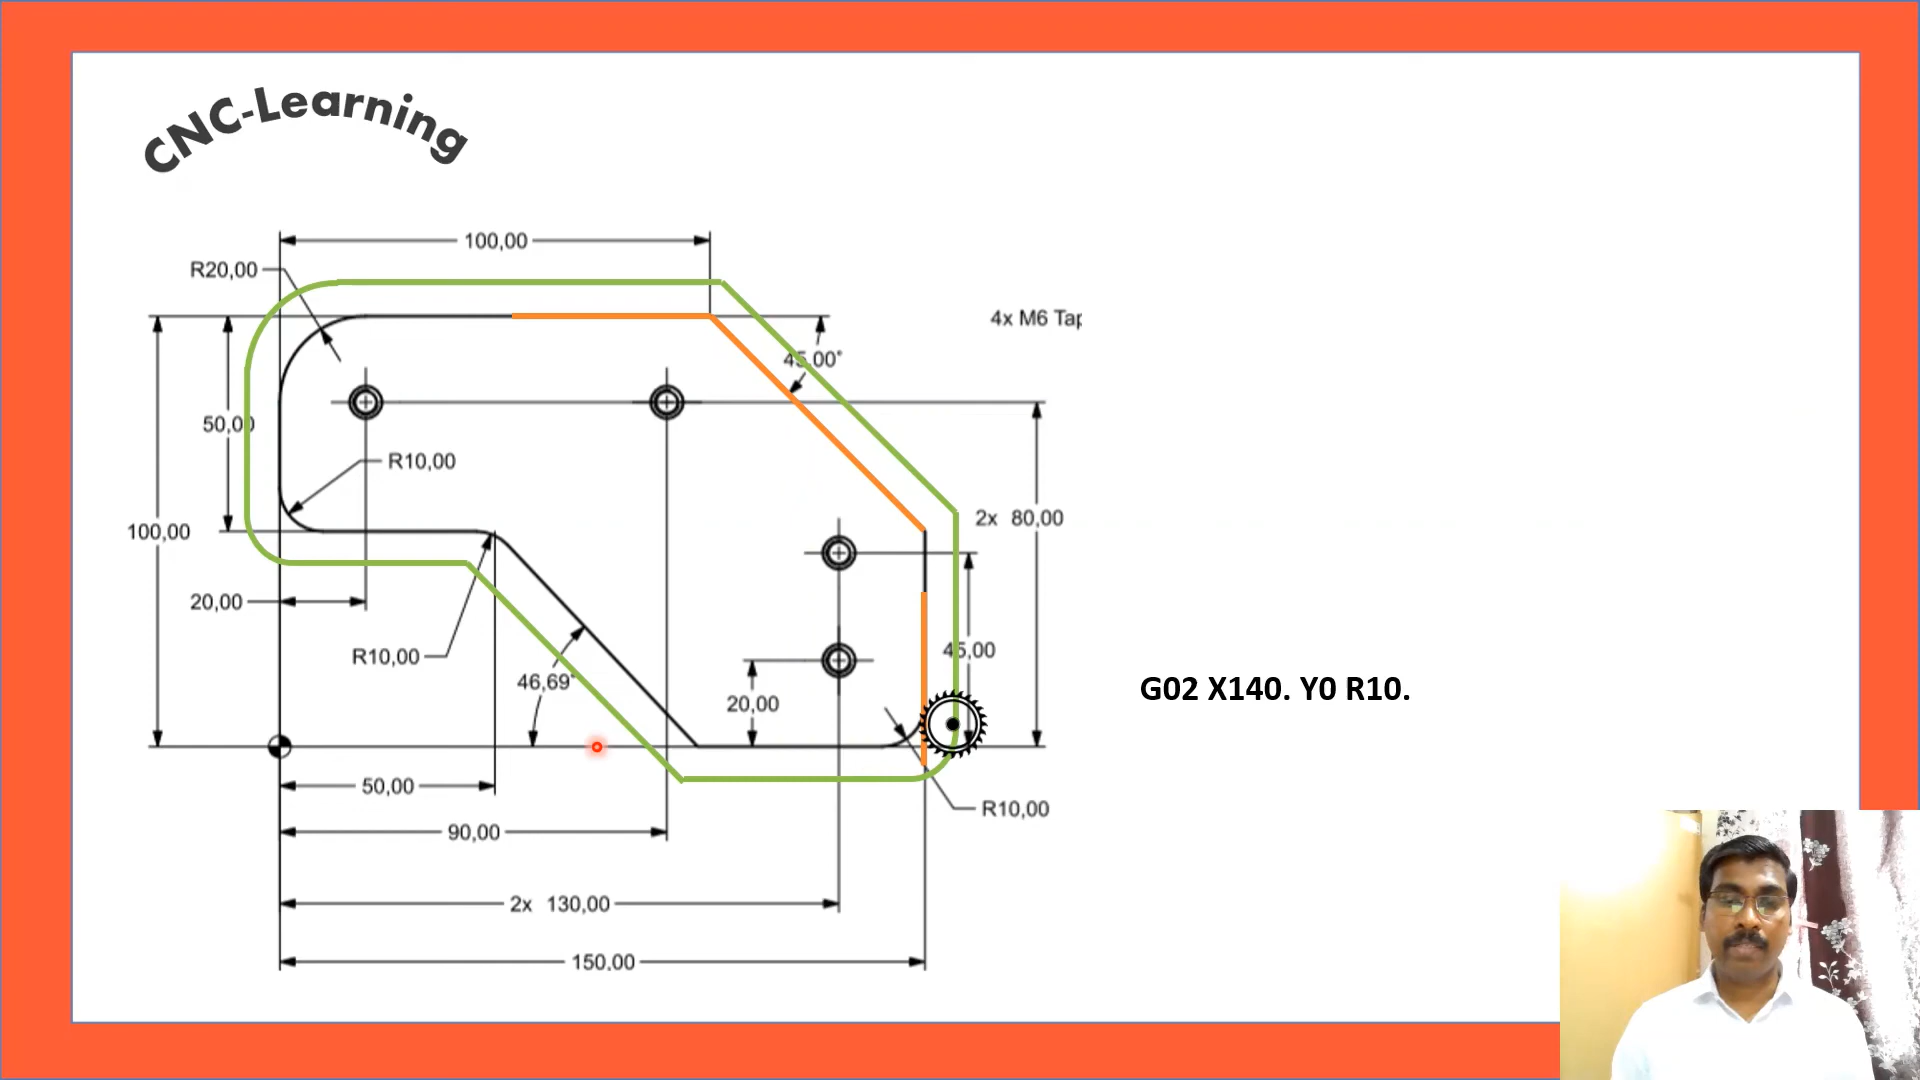 CNC-Learning
100,00
R20,00
4x M6 Tap
45,00°
50,00
R10,00
100,00
2x 80,00
20,00
45,00
R10,00
46,69°
20,00
G02 X140. Y0 R10.
50,00
R10,00
90,00
2x 130,00
150,00